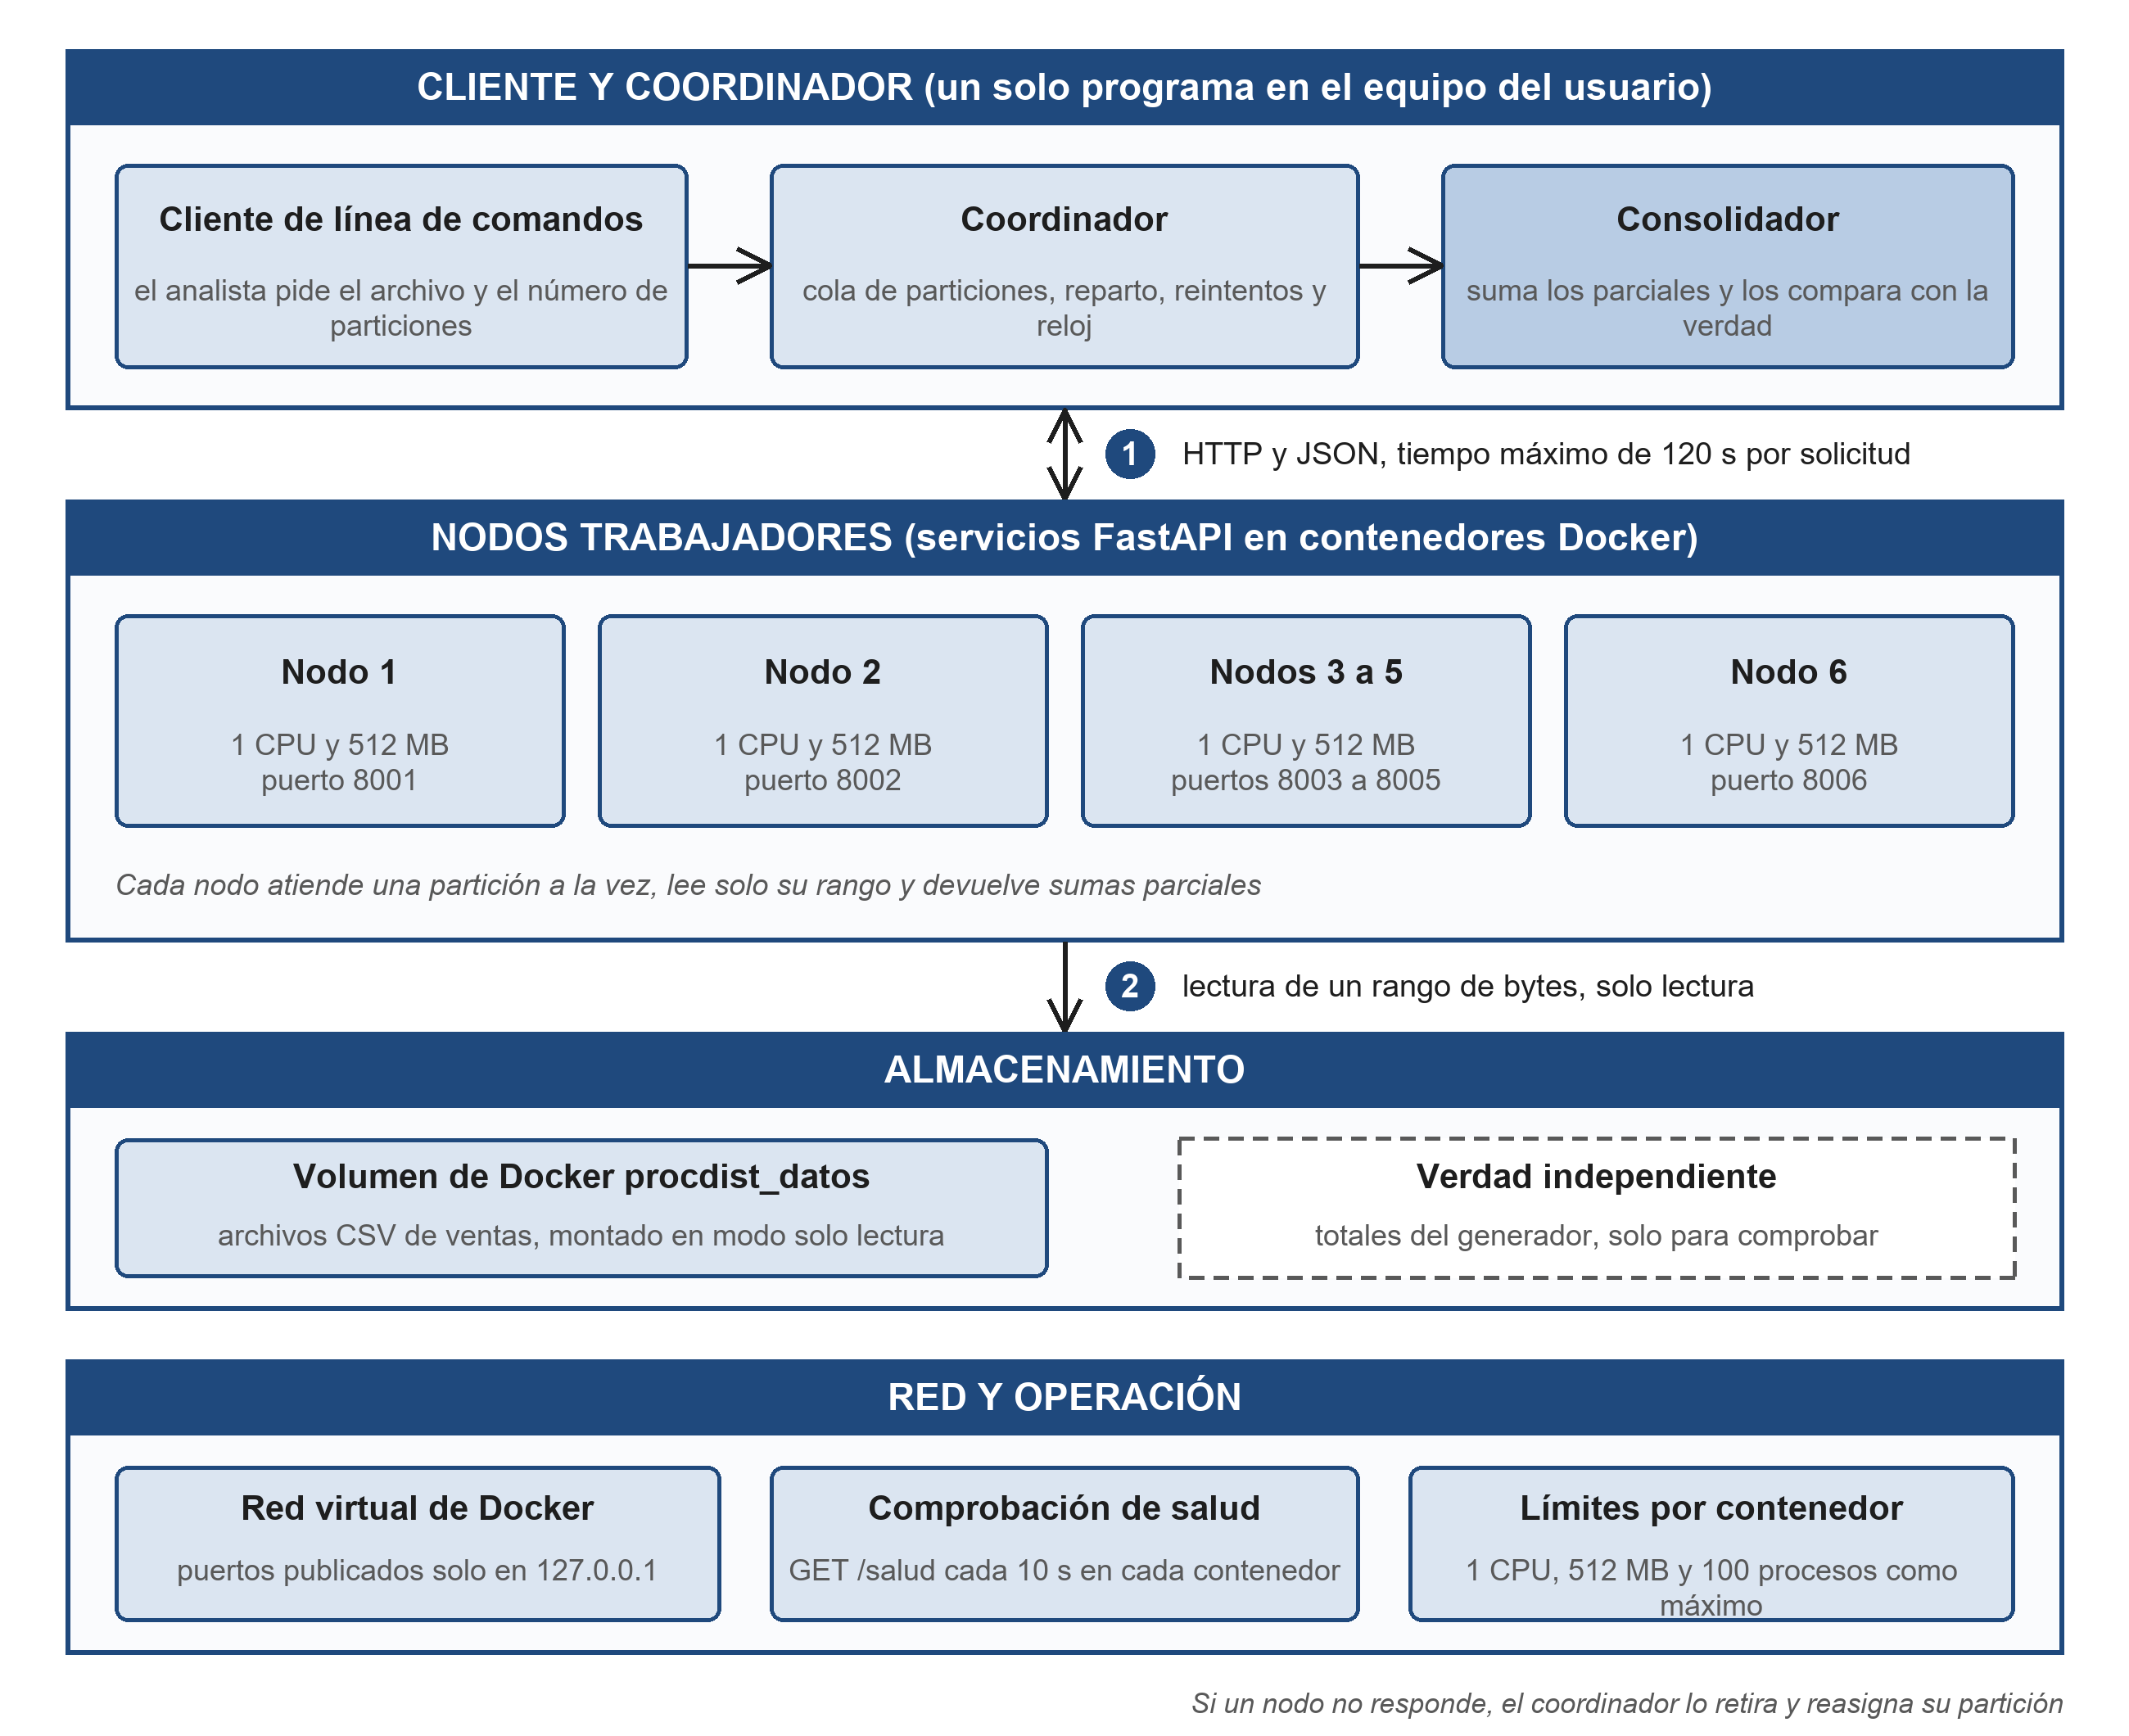 CLIENTE Y COORDINADOR (un solo programa en el equipo del usuario)
Cliente de línea de comandos
el analista pide el archivo y el número de
particiones
Coordinador
cola de particiones, reparto, reintentos y
reloj
Consolidador
suma los parciales y los compara con la
verdad
1
HTTP y JSON, tiempo máximo de 120 s por solicitud
NODOS TRABAJADORES (servicios FastAPI en contenedores Docker)
Nodo 1
1 CPU y 512 MB
puerto 8001
Nodo 2
1 CPU y 512 MB
puerto 8002
Nodos 3 a 5
1 CPU y 512 MB
puertos 8003 a 8005
Nodo 6
1 CPU y 512 MB
puerto 8006
Cada nodo atiende una partición a la vez, lee solo su rango y devuelve sumas parciales
2
lectura de un rango de bytes, solo lectura
ALMACENAMIENTO
Volumen de Docker procdist_datos
archivos CSV de ventas, montado en modo solo lectura
Verdad independiente
totales del generador, solo para comprobar
RED Y OPERACIÓN
Red virtual de Docker
puertos publicados solo en 127.0.0.1
Comprobación de salud
GET /salud cada 10 s en cada contenedor
Límites por contenedor
1 CPU, 512 MB y 100 procesos como
máximo
Si un nodo no responde, el coordinador lo retira y reasigna su partición